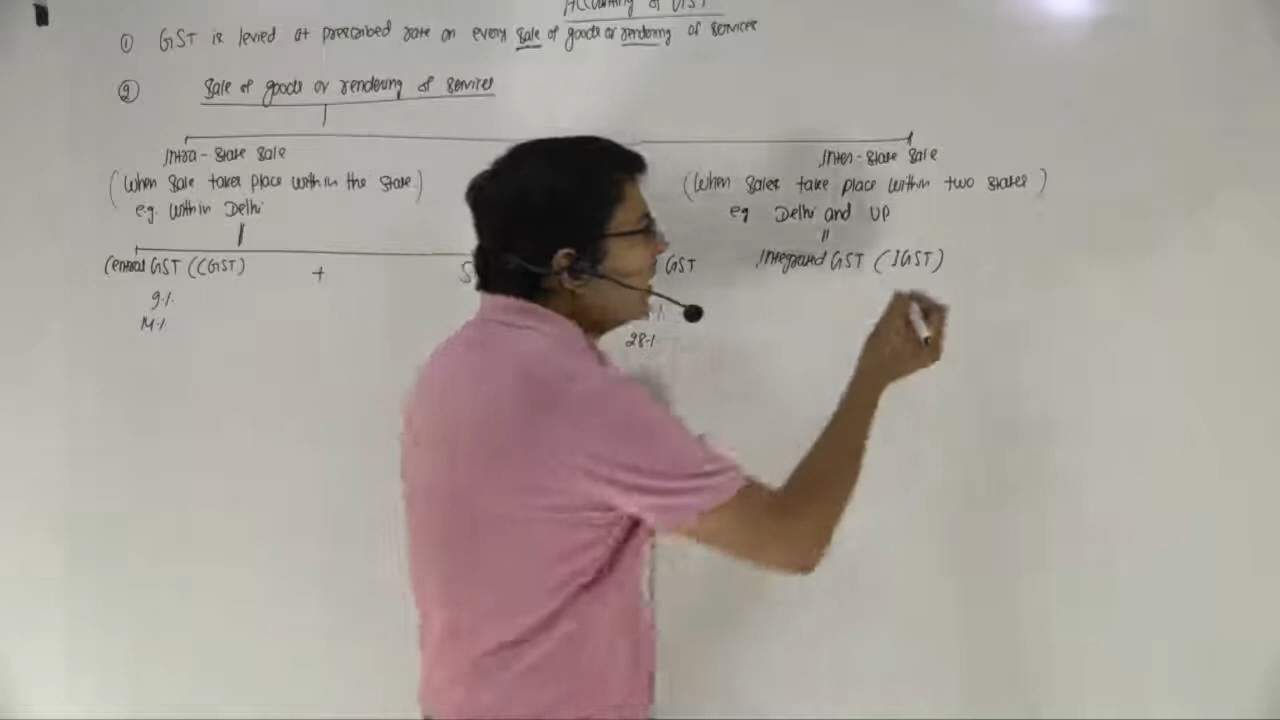 Accounting of GST
① GST is levied at prescribed rate on every sale of goods or rendering of services
② Sale of goods or rendering of services
Intra-State Sale
(When Sale takes place within the State)
e.g. within Delhi
Central GST (CGST) + S
9%
14%
GST
%
28%
Inter-State Sale
(When Sales take place within two states)
eg Delhi and UP
Integrated GST (IGST)